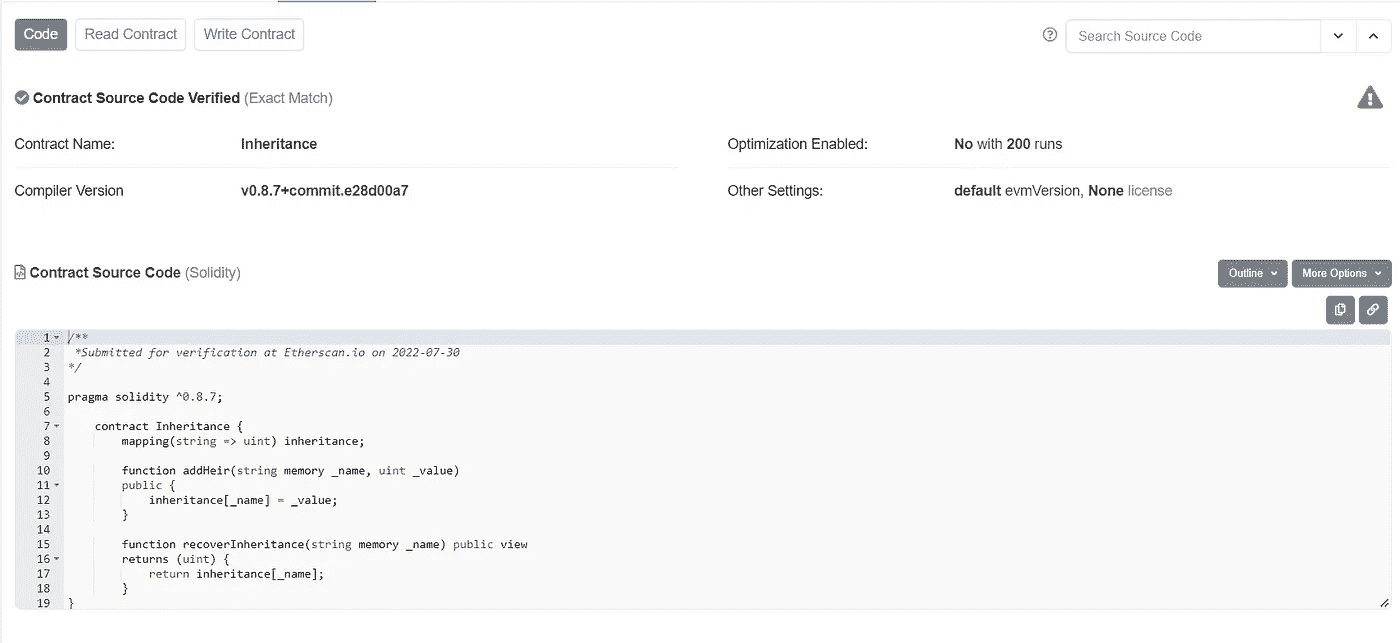 Code Read Contract Write Contract Search Source Code
Contract Source Code Verified (Exact Match)
Contract Name: Inheritance Optimization Enabled: No with 200 runs
Compiler Version v0.8.7+commit.e28d00a7 Other Settings: default evmVersion, None license
Contract Source Code (Solidity) Outline More Options
1 /**
2 *Submitted for verification at Etherscan.io on 2022-07-30
3 */
4
5 pragma solidity ^0.8.7;
6
7 contract Inheritance {
8 mapping(string => uint) inheritance;
9
10 function addHeir(string memory _name, uint _value)
11 public {
12 inheritance[_name] = _value;
13 }
14
15 function recoverInheritance(string memory _name) public view
16 returns (uint) {
17 return inheritance[_name];
18 }
19 }